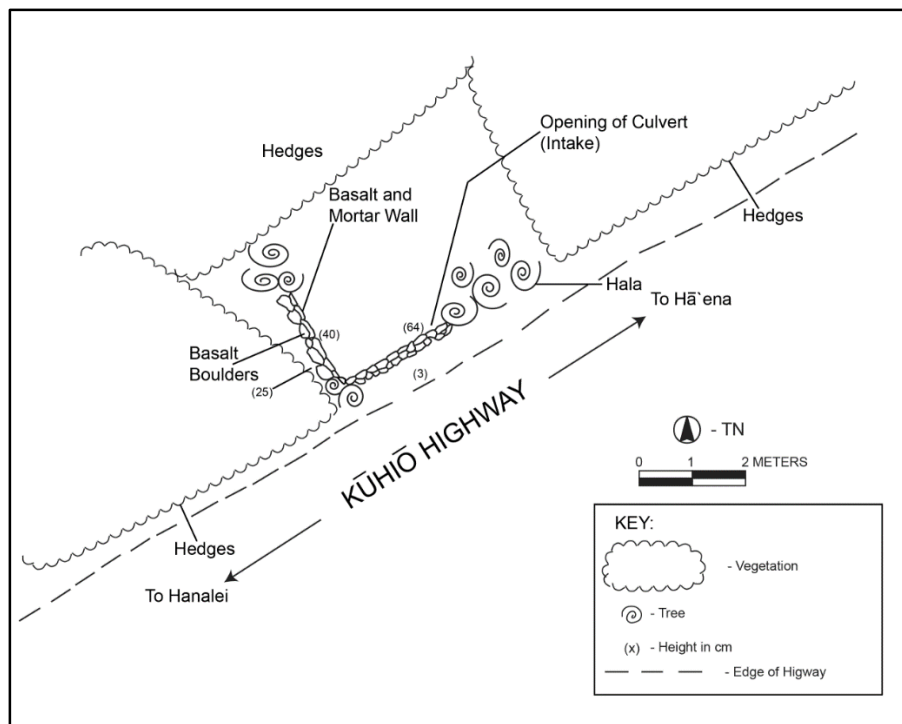 Hedges
Opening of Culvert
(Intake)
Basalt and
Mortar Wall
Hedges
Hala
To Hā`ena
(40)
(64)
Basalt
Boulders
(25)
(3)
KŪHIŌ HIGHWAY
- TN
0 1 2 METERS
Hedges
To Hanalei
KEY:
- Vegetation
- Tree
(x) - Height in cm
- Edge of Higway